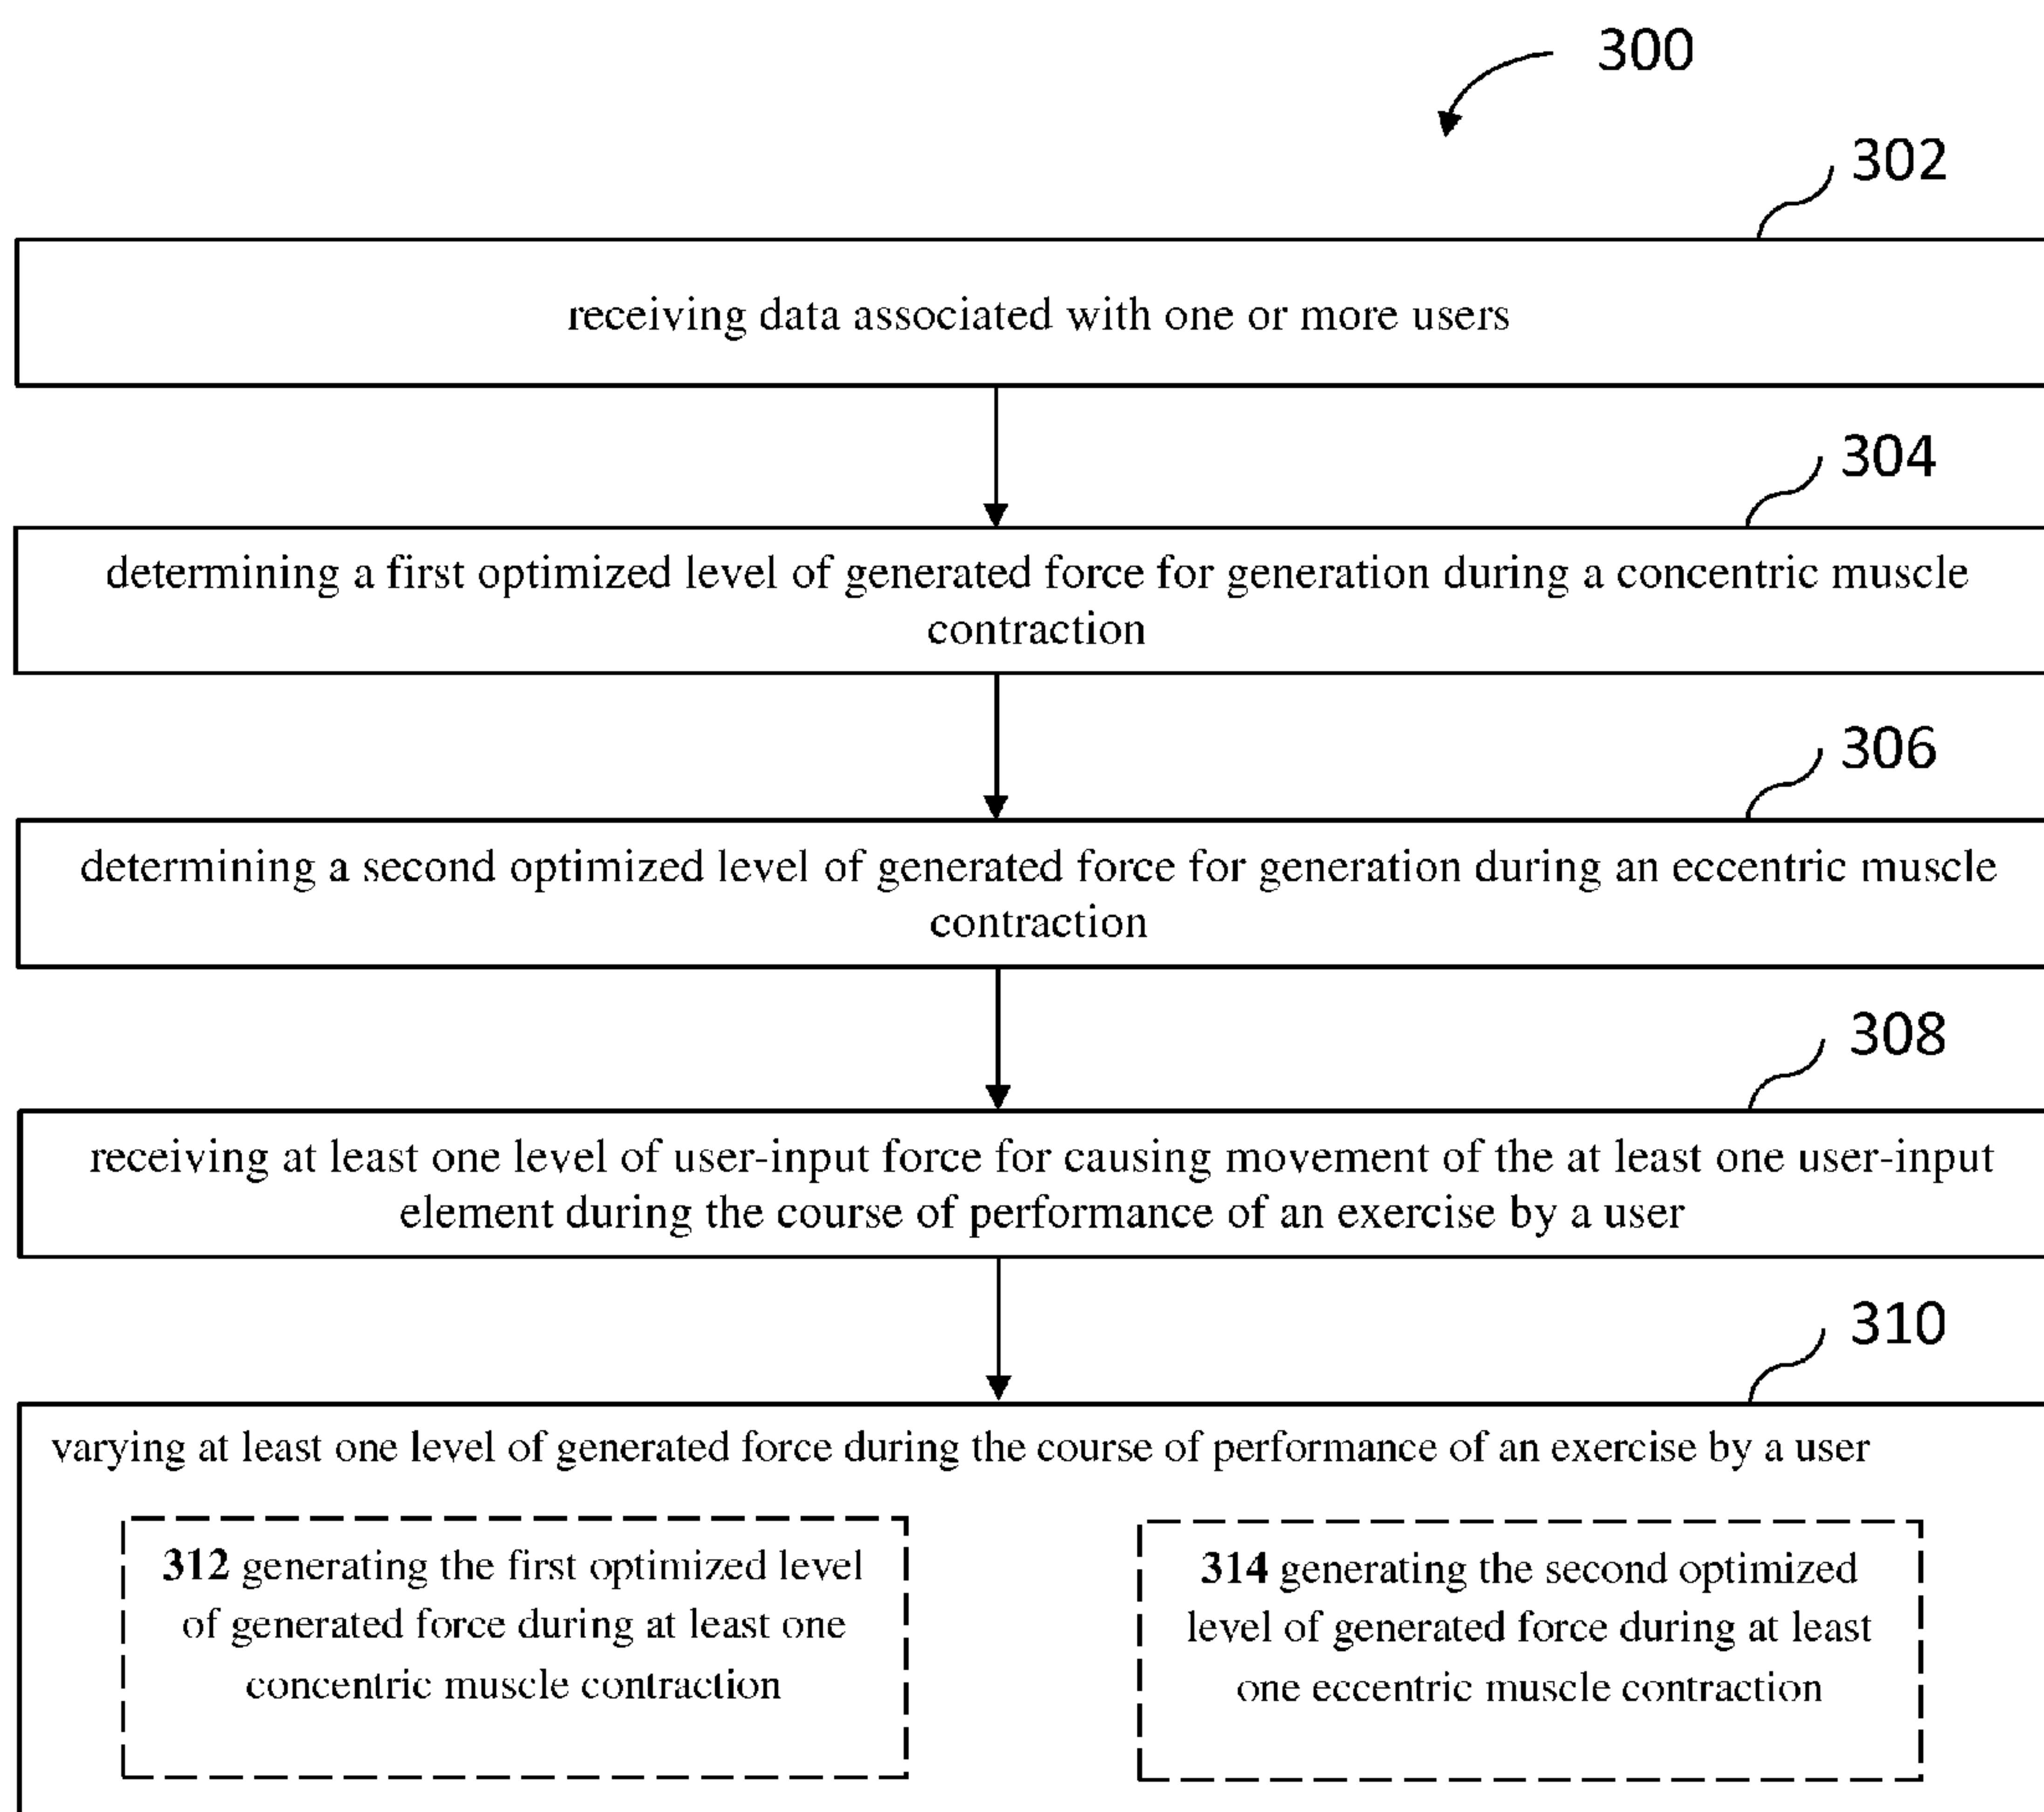 300
302
receiving data associated with one or more users
304
determining a first optimized level of generated force for generation during a concentric muscle
contraction
306
determining a second optimized level of generated force for generation during an eccentric muscle
contraction
308
receiving at least one level of user-input force for causing movement of the at least one user-input
element during the course of performance of an exercise by a user
310
varying at least one level of generated force during the course of performance of an exercise by a user
312 generating the first optimized level
of generated force during at least one
concentric muscle contraction
314 generating the second optimized
level of generated force during at least
one eccentric muscle contraction